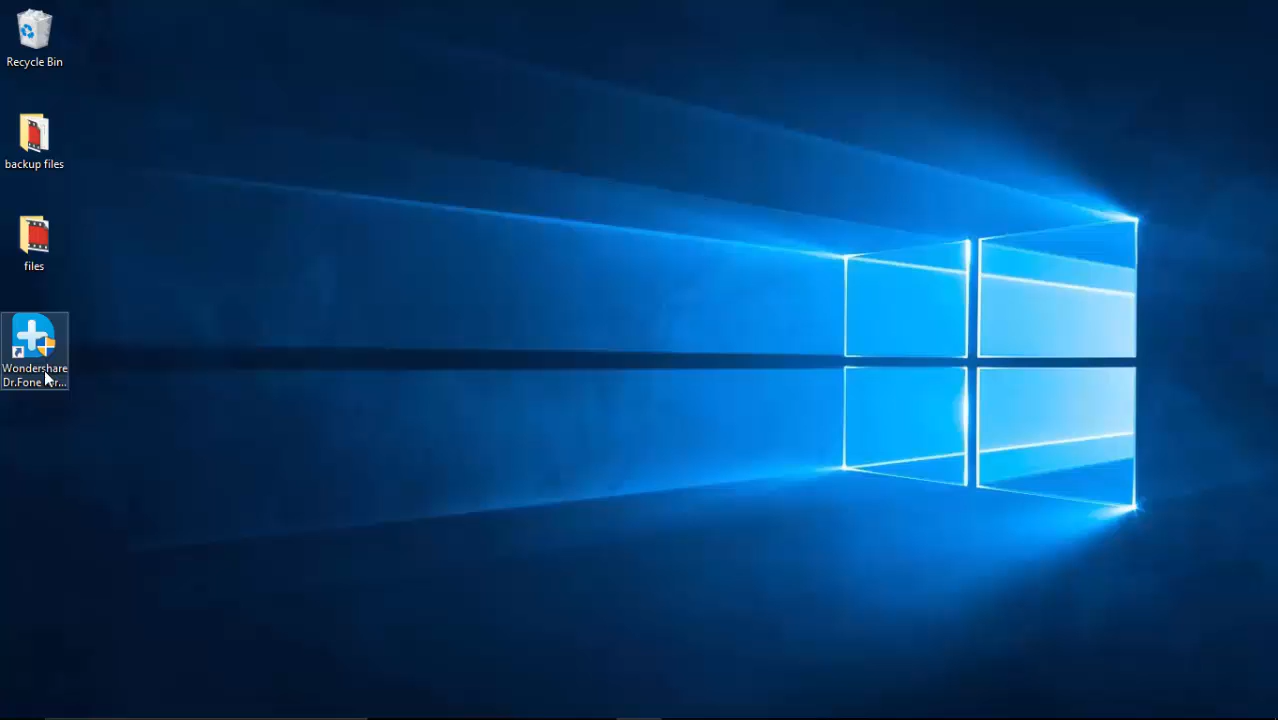 Recycle Bin
backup files
files
Wondershare
Dr.Fone